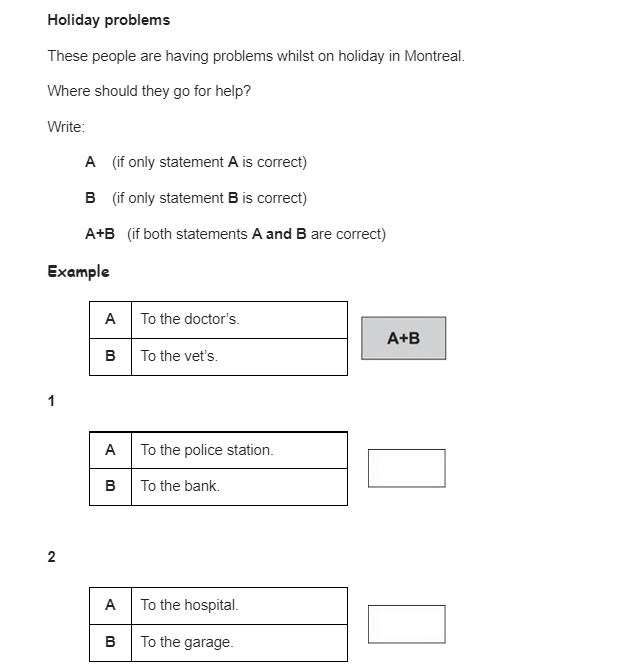 Holiday problems
These people are having problems whilst on holiday in Montreal.
Where should they go for help?
Write:
A (if only statement A is correct)
B (if only statement B is correct)
A+B (if both statements A and B are correct)
Example
A To the doctor's.
A+B
B To the vet's.
1
A To the police station.
B To the bank.
2
A To the hospital.
B To the garage.